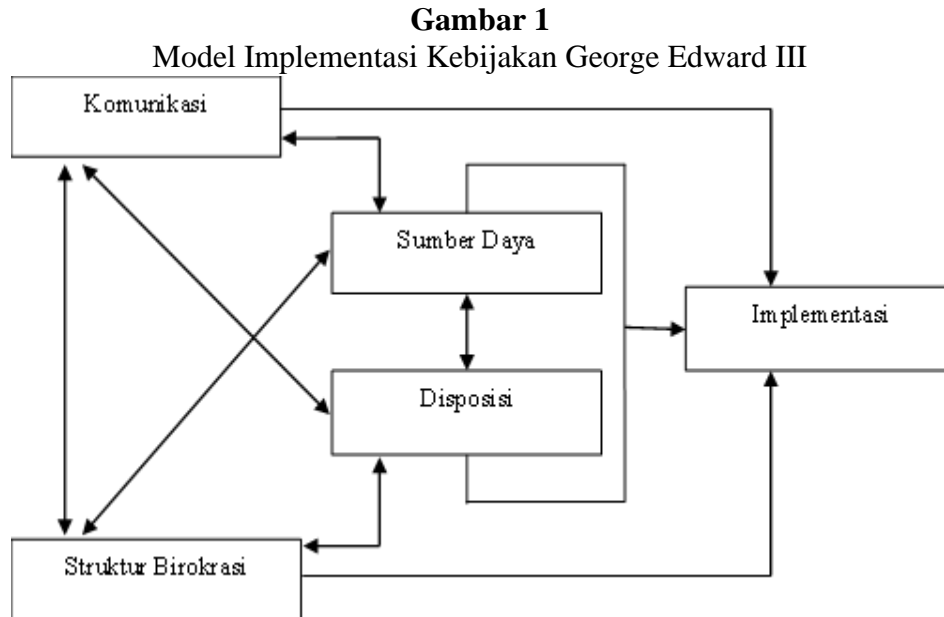 Gambar 1
Model Implementasi Kebijakan George Edward III
Komunikasi
Sumber Daya
Implementasi
Disposisi
Struktur Birokrasi